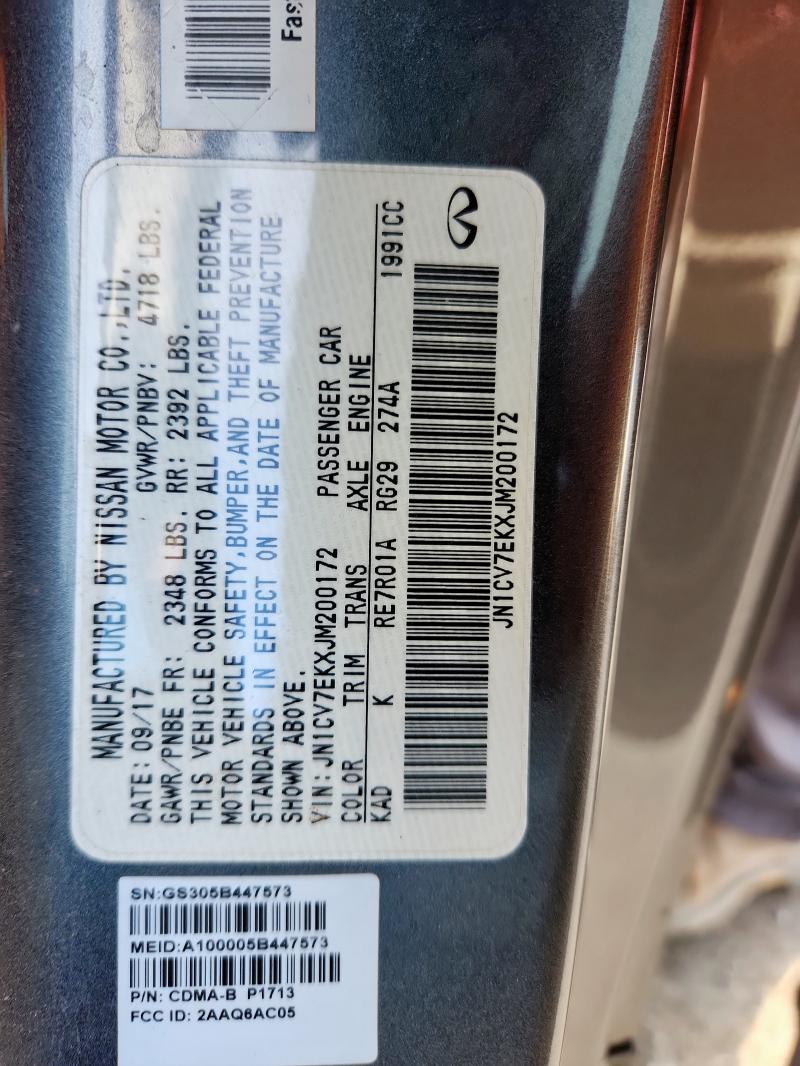 Fas
MANUFACTURED BY NISSAN MOTOR CO.,LTD.
DATE: 09/17 GVWR/PNBV: 4718 LBS.
GAWR/PNBE FR: 2348 LBS. RR: 2392 LBS.
THIS VEHICLE CONFORMS TO ALL APPLICABLE FEDERAL
MOTOR VEHICLE SAFETY,BUMPER,AND THEFT PREVENTION
STANDARDS IN EFFECT ON THE DATE OF MANUFACTURE
SHOWN ABOVE.
VIN:JN1CV7EKXJM200172 PASSENGER CAR
COLOR TRIM TRANS AXLE ENGINE
KAD K RE7R01A RG29 274A 1991CC
JN1CV7EKXJM200172
SN:GS305B447573
MEID:A100005B447573
P/N: CDMA-B P1713
FCC ID: 2AAQ6AC05